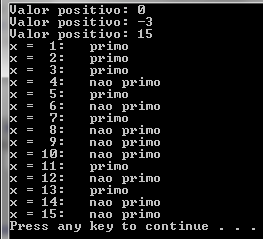 Valor positivo: 0
Valor positivo: -3
Valor positivo: 15
x =  1:   primo
x =  2:   primo
x =  3:   primo
x =  4:   nao primo
x =  5:   primo
x =  6:   nao primo
x =  7:   primo
x =  8:   nao primo
x =  9:   nao primo
x = 10:   nao primo
x = 11:   primo
x = 12:   nao primo
x = 13:   primo
x = 14:   nao primo
x = 15:   nao primo
Press any key to continue . . .